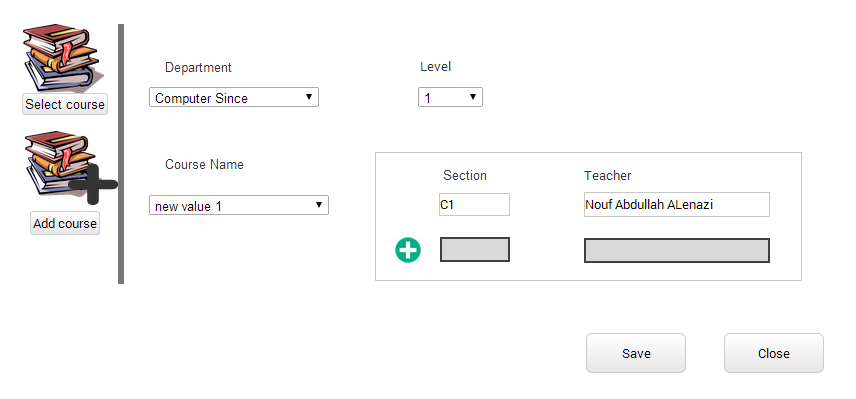 Select course
Add course
Department
Level
Computer Since
1
Course Name
new value 1
Section
Teacher
C1
Nouf Abdullah ALenazi
Save
Close